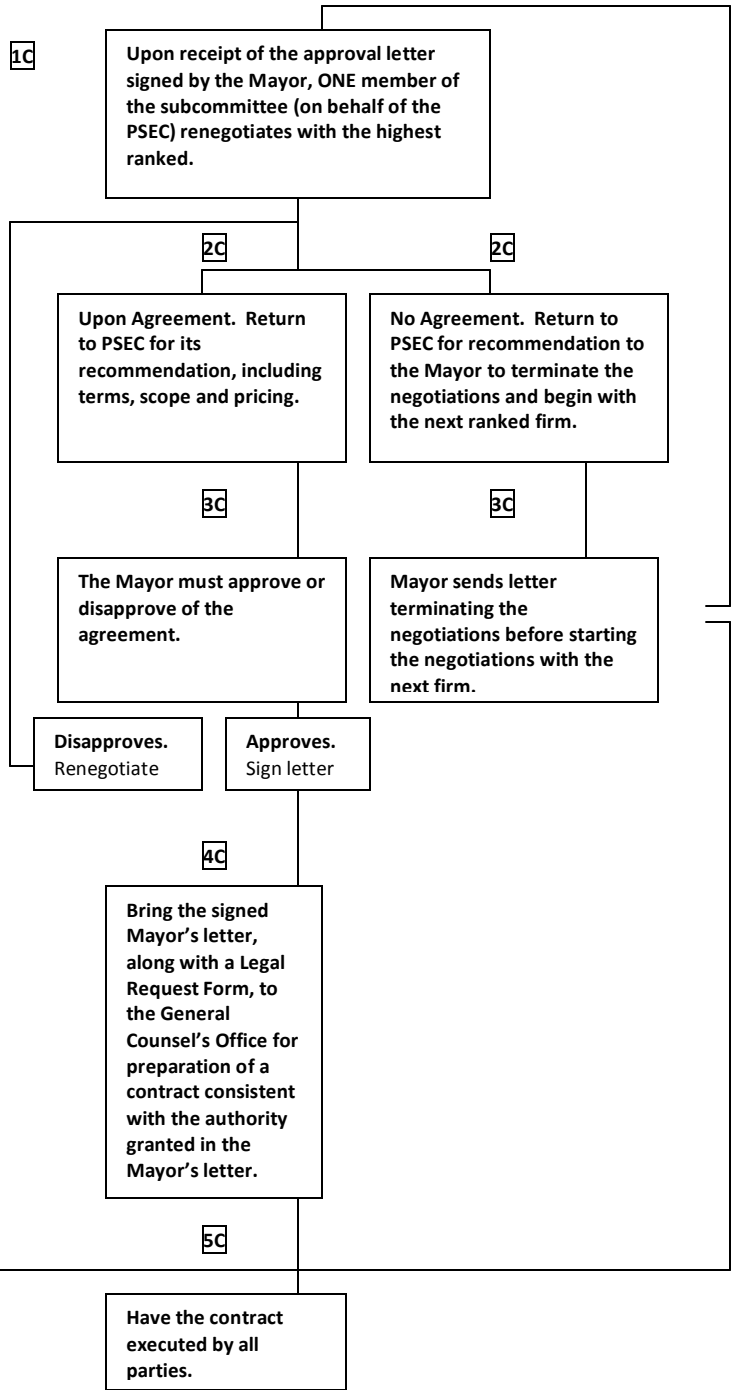 1C
Upon receipt of the approval letter
signed by the Mayor, ONE member of
the subcommittee (on behalf of the
PSEC) renegotiates with the highest
ranked.
2C
2C
Upon Agreement.  Return
to PSEC for its
recommendation, including
terms, scope and pricing.
No Agreement.  Return to
PSEC for recommendation to
the Mayor to terminate the
negotiations and begin with
the next ranked firm.
3C
3C
The Mayor must approve or
disapprove of the
agreement.
Mayor sends letter
terminating the
negotiations before starting
the negotiations with the
next firm.
Disapproves.
Renegotiate
Approves.
Sign letter
4C
Bring the signed
Mayor’s letter,
along with a Legal
Request Form, to
the General
Counsel’s Office for
preparation of a
contract consistent
with the authority
granted in the
Mayor’s letter.
5C
Have the contract
executed by all
parties.